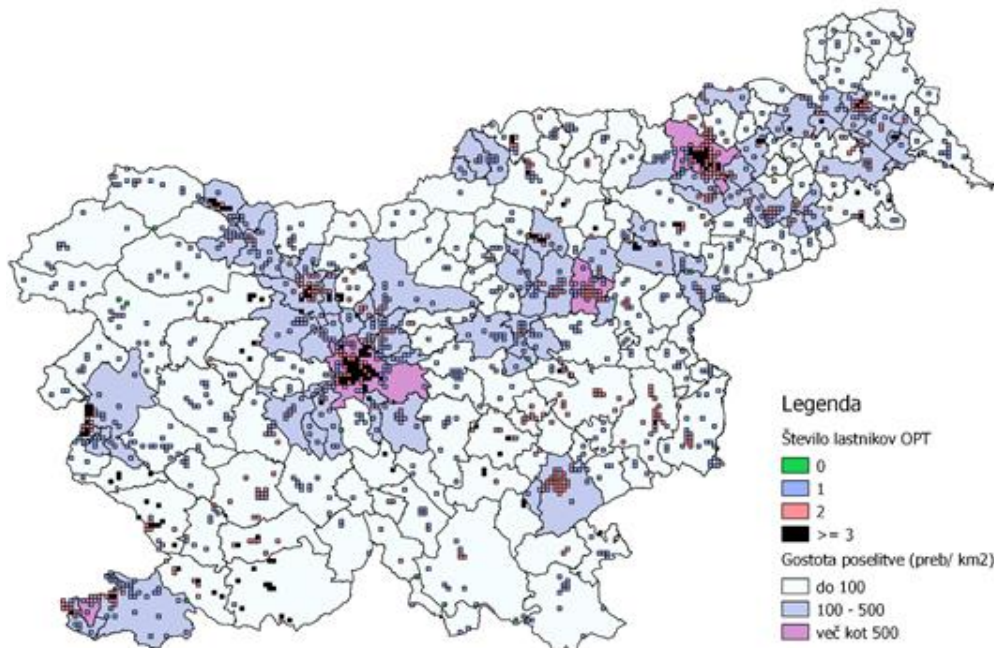 Legenda
Število lastnikov OPT
0
1
2
>= 3
Gostota poselitve (preb/ km2)
do 100
100 - 500
več kot 500